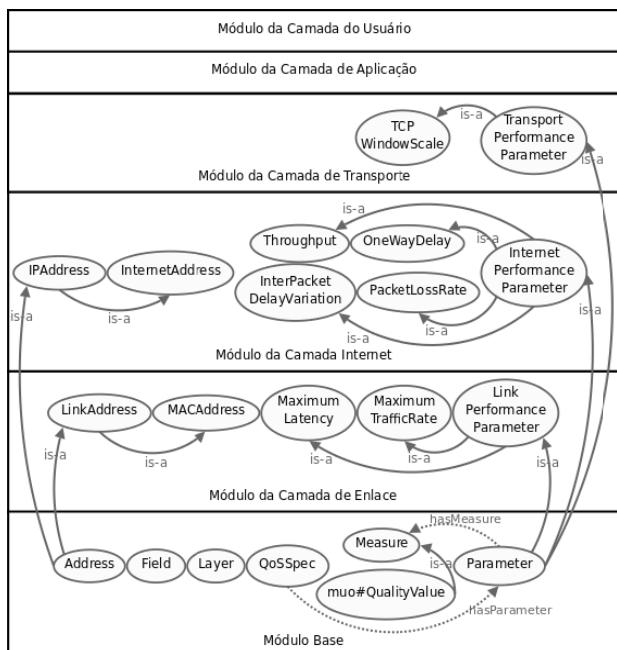 Módulo da Camada do Usuário
Módulo da Camada de Aplicação
TCP
WindowScale
is-a
Transport
Performance
Parameter
is-a
Módulo da Camada de Transporte
is-a
Throughput
OneWayDelay
is-a
Internet
Performance
Parameter
IPAddress
InternetAddress
InterPacket
DelayVariation
PacketLossRate
is-a
is-a
is-a
is-a
is-a
Módulo da Camada Internet
LinkAddress
MACAddress
Maximum
Latency
Maximum
TrafficRate
Link
Performance
Parameter
is-a
is-a
is-a
is-a
is-a
Módulo da Camada de Enlace
hasMeasure
Measure
Address
Field
Layer
QoSSpec
is-a
Parameter
muo#QualityValue
hasParameter
Módulo Base